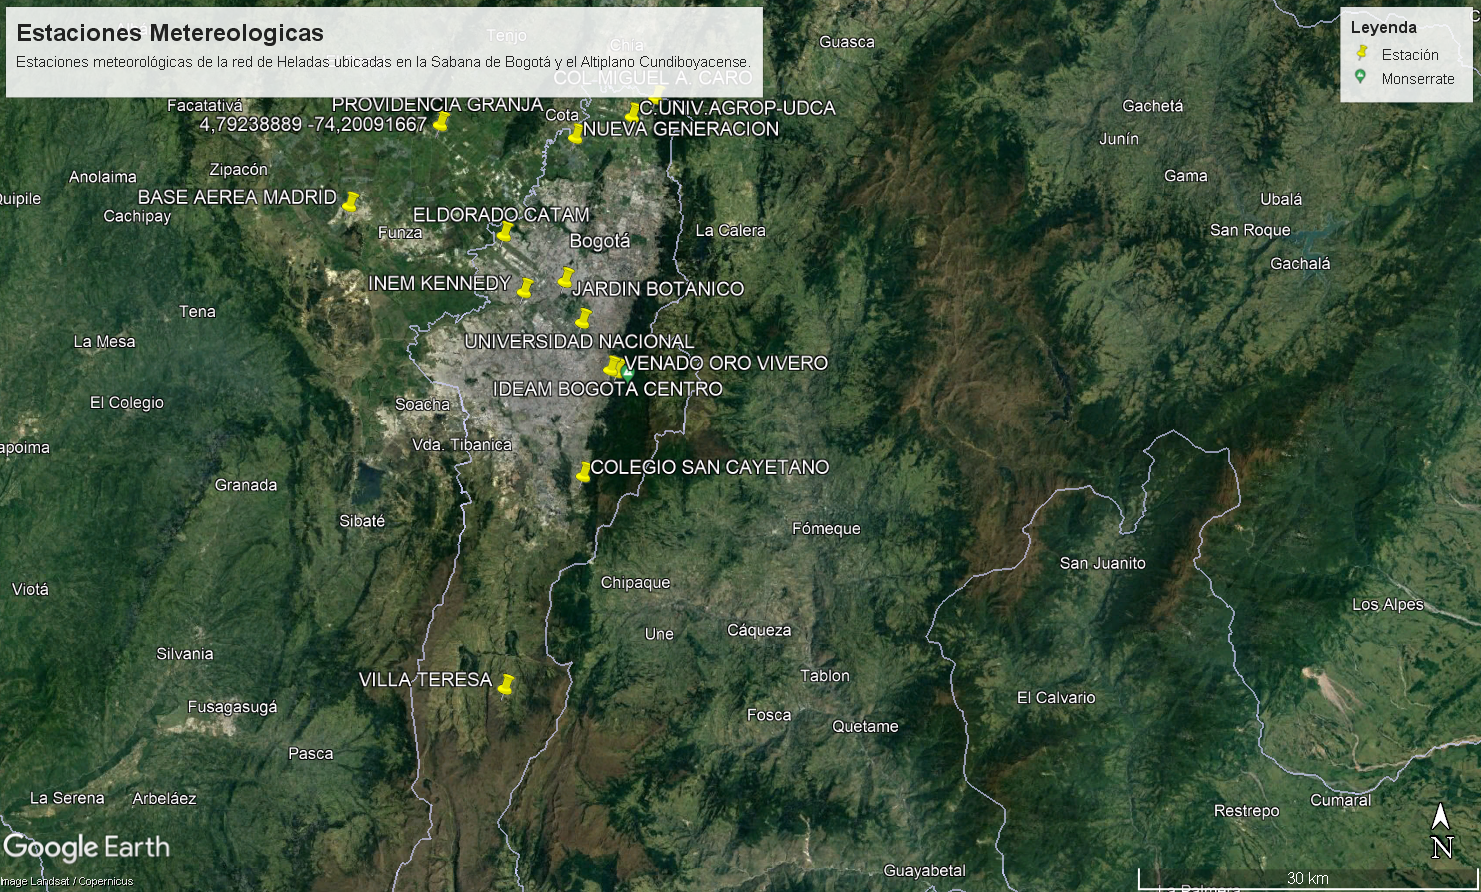 Estaciones Metereologicas
Estaciones meteorológicas de la red de Heladas ubicadas en la Sabana de Bogotá y el Altiplano Cundiboyacense.
Leyenda
Estación
Monserrate
Tenjo
Chía
Guasca
COL MIGUEL A. CARO
Facatativá
PROVIDENCIA GRANJA
Cota
C.UNIV.AGROP-UDCA
Gachetá
4,79238889 -74,20091667
NUEVA GENERACION
Junín
Zipacón
Anolaima
Gama
BASE AEREA MADRID
Quipile
Ubalá
Cachipay
ELDORADO CATAM
Funza
Bogotá
La Calera
San Roque
Gachalá
INEM KENNEDY
JARDIN BOTANICO
Tena
La Mesa
UNIVERSIDAD NACIONAL
VENADO ORO VIVERO
IDEAM BOGOTA CENTRO
El Colegio
Soacha
apoima
Vda. Tibanica
COLEGIO SAN CAYETANO
Granada
Sibaté
Fómeque
San Juanito
Chipaque
Viotá
Los Alpes
Une
Cáqueza
Silvania
VILLA TERESA
Tablon
El Calvario
Fusagasugá
Fosca
Quetame
Pasca
La Serena
Arbeláez
Cumaral
Restrepo
Google Earth
N
Guayabetal
30 km
La Palmera
Image Landsat / Copernicus